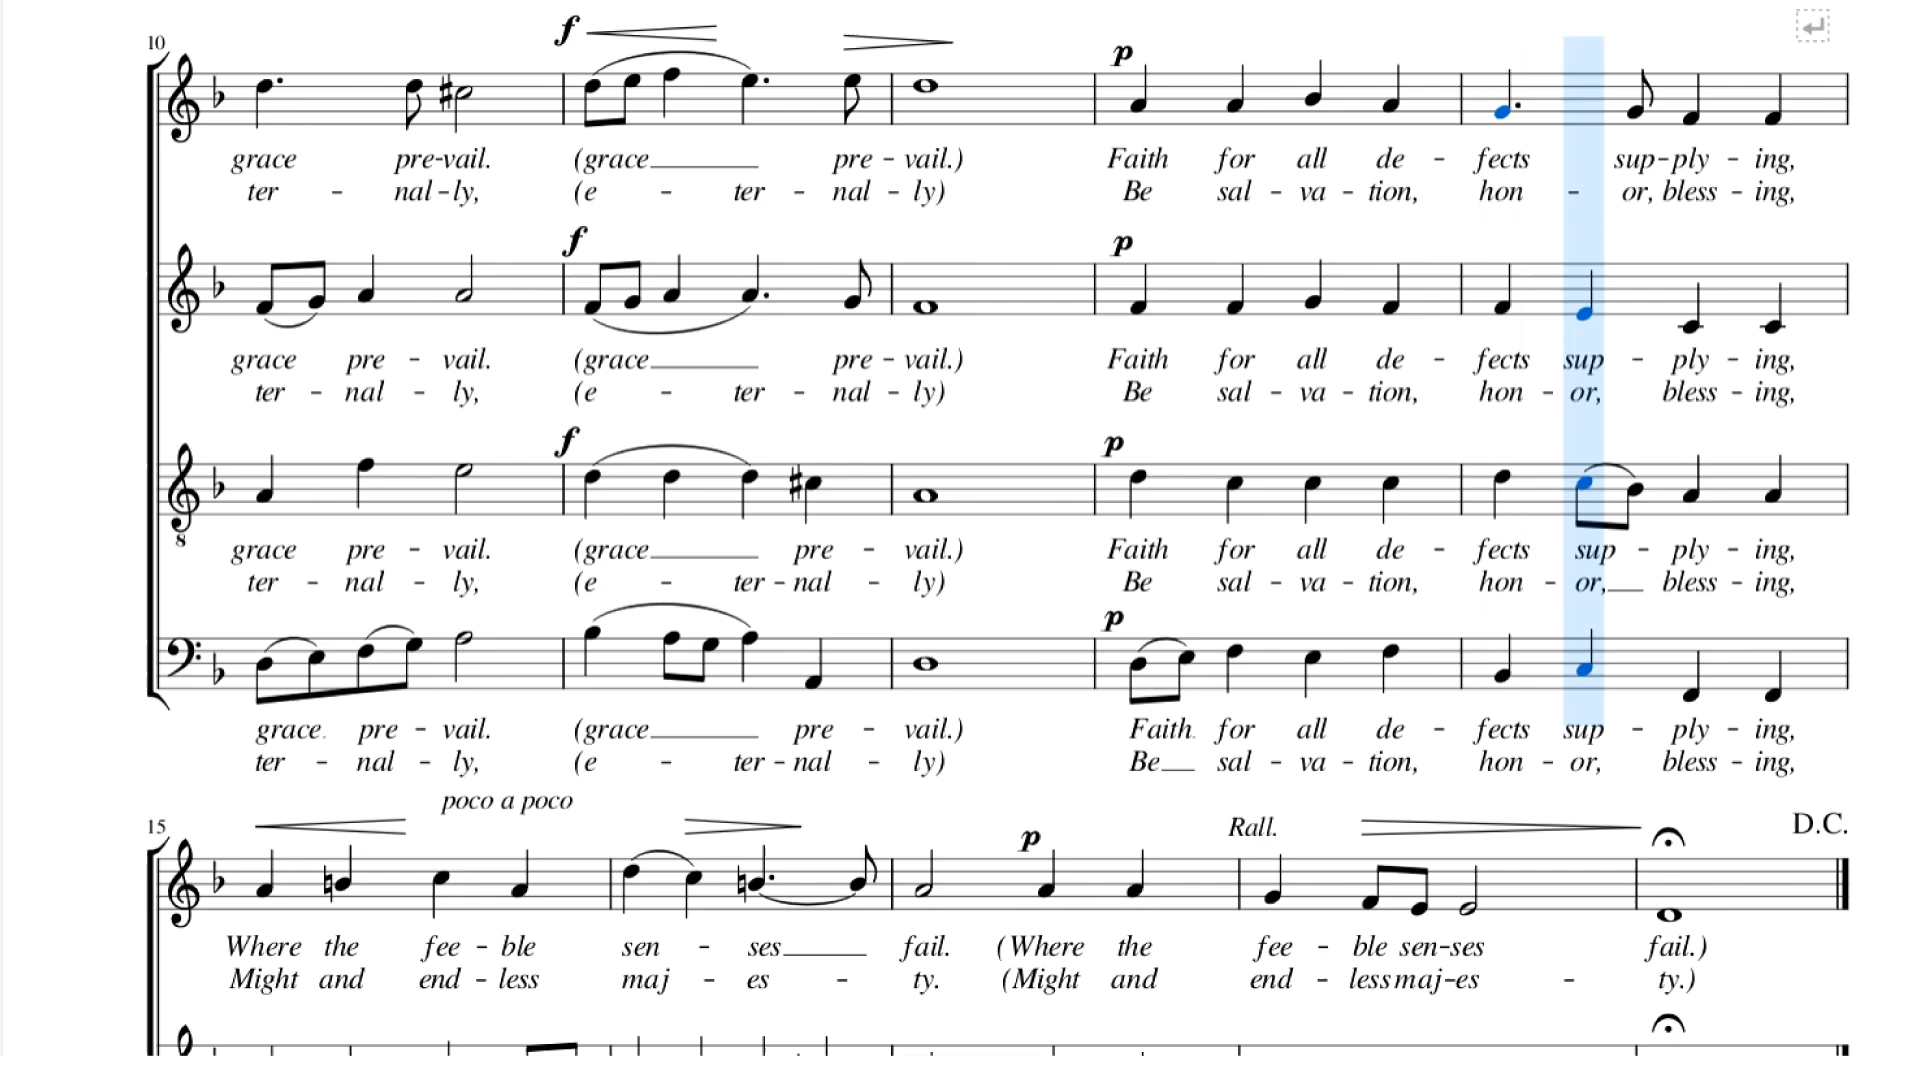 10
f
grace pre-vail. (grace pre - vail.) Faith for all de - fects sup-ply - ing,
ter - nal-ly, (e - ter - nal - ly) Be sal - va - tion, hon - or, bless - ing,
f p
grace pre - vail. (grace pre - vail.) Faith for all de - fects sup - ply - ing,
ter - nal - ly, (e - ter - nal - ly) Be sal - va - tion, hon - or, bless - ing,
f p
grace pre - vail. (grace pre - vail.) Faith for all de - fects sup - ply - ing,
ter - nal - ly, (e - ter - nal - ly) Be sal - va - tion, hon - or, bless - ing,
p
grace pre - vail. (grace pre - vail.) Faith for all de - fects sup - ply - ing,
ter - nal - ly, (e - ter - nal - ly) Be sal - va - tion, hon - or, bless - ing,
poco a poco
15 p Rall. D.C.
Where the fee - ble sen - ses fail. (Where the fee - ble sen-ses fail.)
Might and end - less maj - es - ty. (Might and end - less maj-es - ty.)